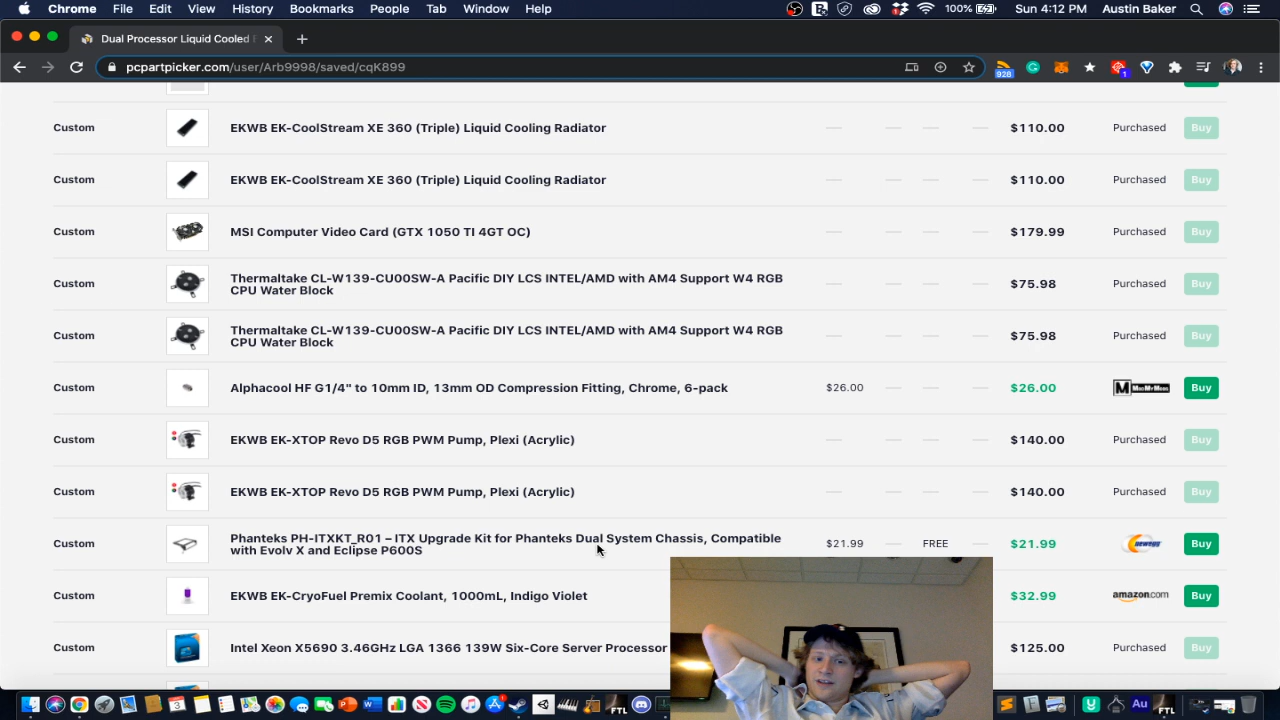 Chrome File Edit View History Bookmarks People Tab Window Help 100% Sun 4:12 PM Austin Baker
Dual Processor Liquid Cooled
pcpartpicker.com/user/Arb9998/saved/cqK899 928 1
Custom EKWB EK-CoolStream XE 360 (Triple) Liquid Cooling Radiator $110.00 Purchased Buy
Custom EKWB EK-CoolStream XE 360 (Triple) Liquid Cooling Radiator $110.00 Purchased Buy
Custom MSI Computer Video Card (GTX 1050 TI 4GT OC) $179.99 Purchased Buy
Custom Thermaltake CL-W139-CU00SW-A Pacific DIY LCS INTEL/AMD with AM4 Support W4 RGB
CPU Water Block $75.98 Purchased Buy
Custom Thermaltake CL-W139-CU00SW-A Pacific DIY LCS INTEL/AMD with AM4 Support W4 RGB
CPU Water Block $75.98 Purchased Buy
Custom Alphacool HF G1/4" to 10mm ID, 13mm OD Compression Fitting, Chrome, 6-pack $26.00 $26.00 Buy
Custom EKWB EK-XTOP Revo D5 RGB PWM Pump, Plexi (Acrylic) $140.00 Purchased Buy
Custom EKWB EK-XTOP Revo D5 RGB PWM Pump, Plexi (Acrylic) $140.00 Purchased Buy
Custom Phanteks PH-ITXKT_R01 – ITX Upgrade Kit for Phanteks Dual System Chassis, Compatible
with Evolv X and Eclipse P600S $21.99 FREE $21.99 newegg Buy
Custom EKWB EK-CryoFuel Premix Coolant, 1000mL, Indigo Violet $32.99 amazon.com Buy
Custom Intel Xeon X5690 3.46GHz LGA 1366 139W Six-Core Server Processor $125.00 Purchased Buy
FTL Au FTL